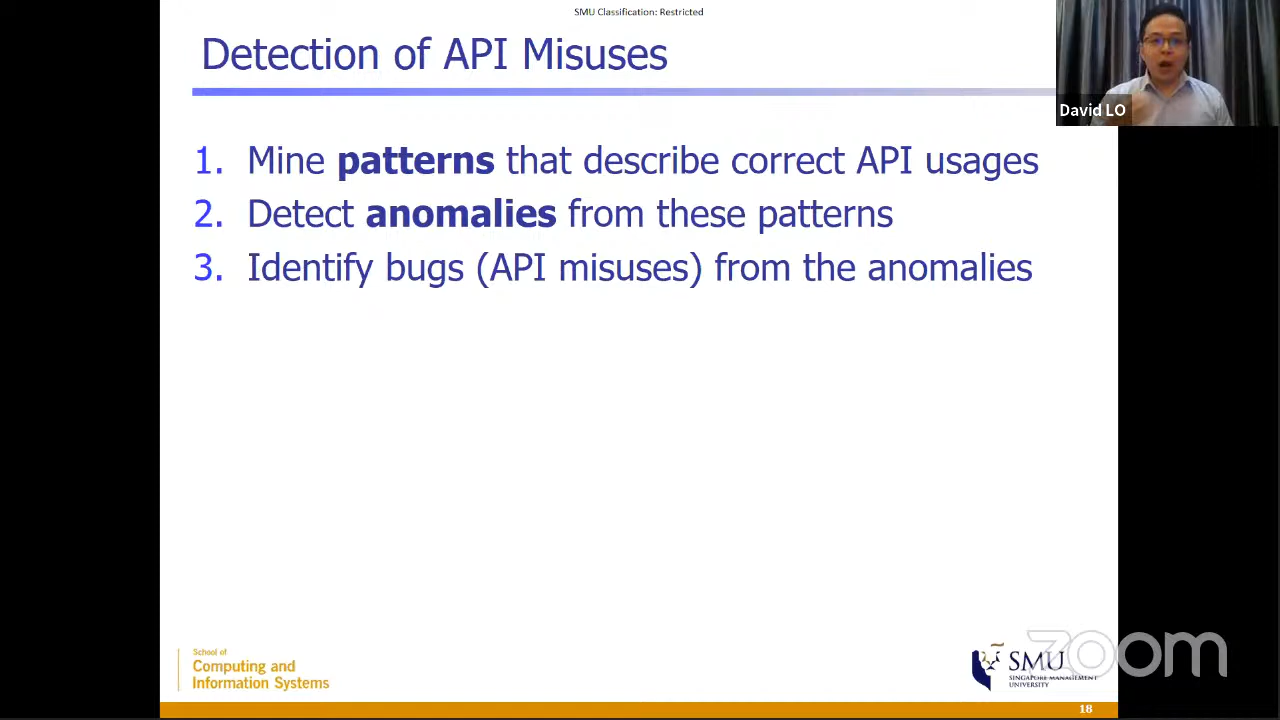 SMU Classification: Restricted
Detection of API Misuses
David LO
1. Mine patterns that describe correct API usages
2. Detect anomalies from these patterns
3. Identify bugs (API misuses) from the anomalies
School of
Computing and
Information Systems
SMU
SINGAPORE MANAGEMENT
UNIVERSITY
zoom
18